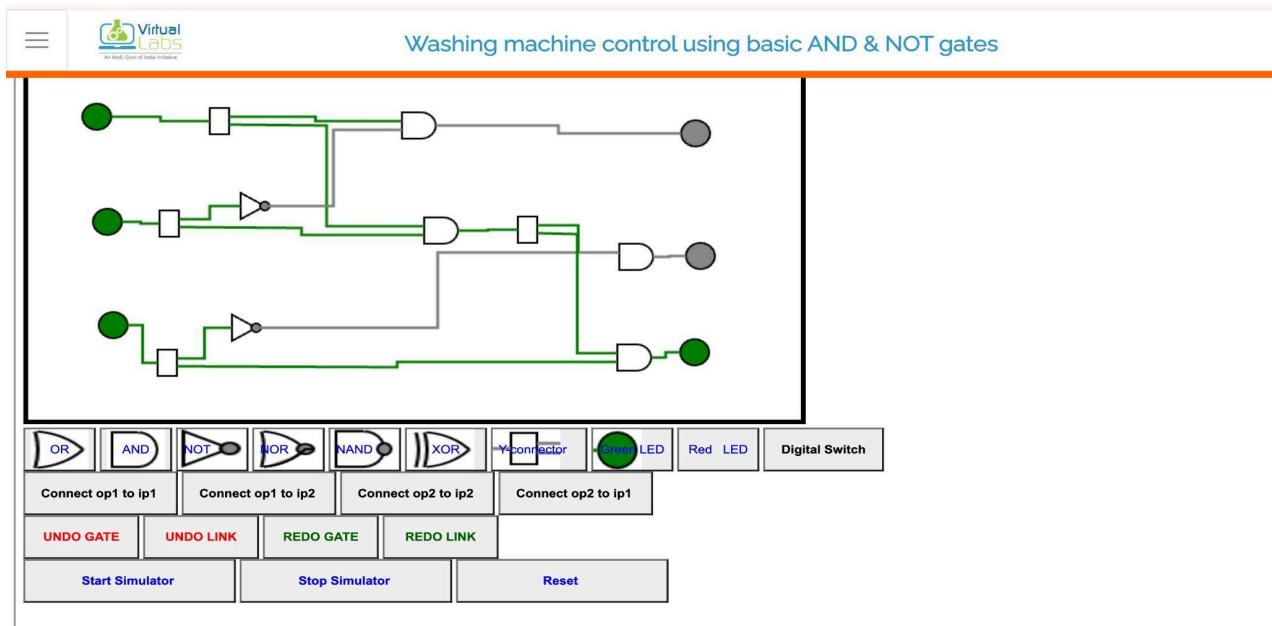 Virtual
Labs
An MoE Govt of India Initiative
Washing machine control using basic AND & NOT gates
OR AND NOT NOR NAND XOR Y-connector Green LED Red LED Digital Switch
Connect op1 to ip1 Connect op1 to ip2 Connect op2 to ip2 Connect op2 to ip1
UNDO GATE UNDO LINK REDO GATE REDO LINK
Start Simulator Stop Simulator Reset